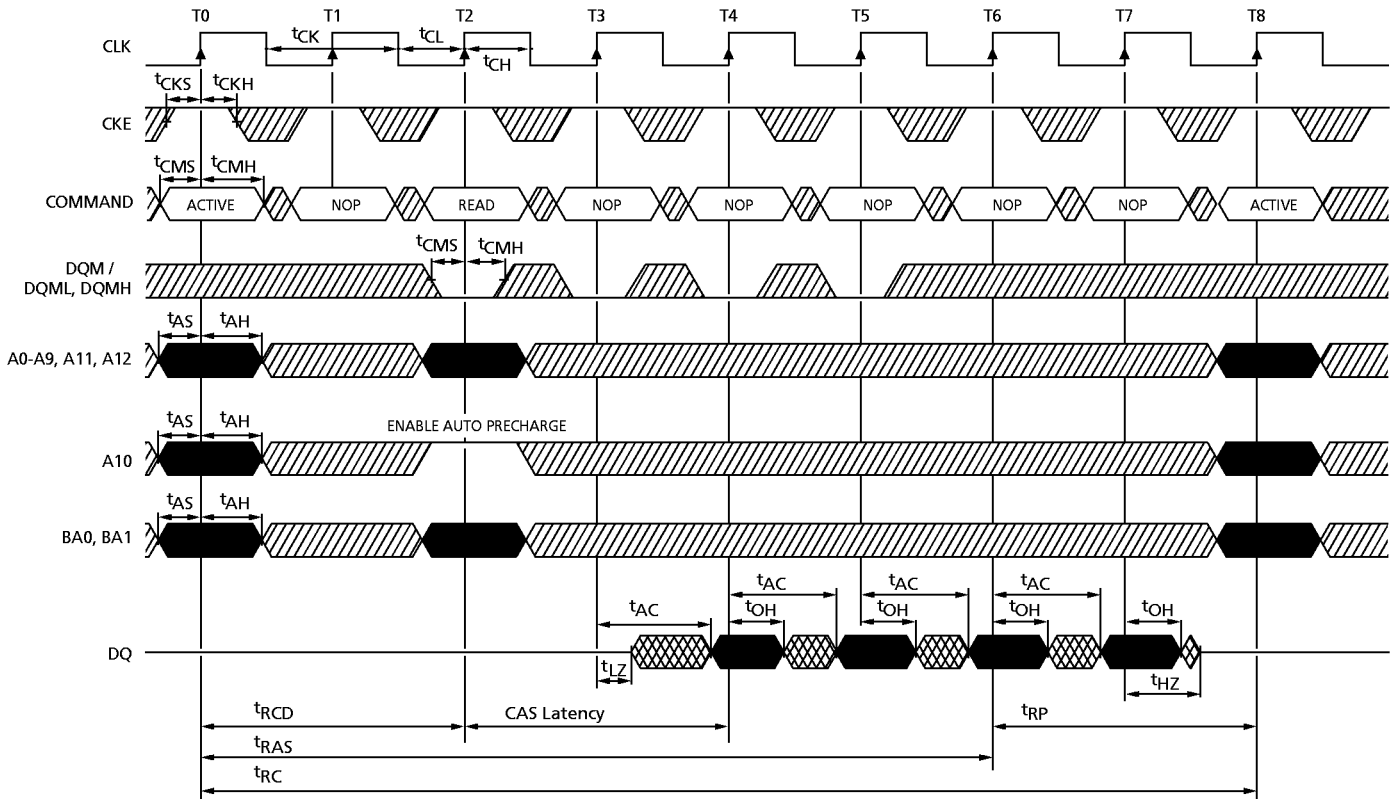 T0 T1 T2 T3 T4 T5 T6 T7 T8
CLK
tCK tCL
tCH
tCKS tCKH
CKE
tCMS tCMH
COMMAND
ACTIVE NOP READ NOP NOP NOP NOP NOP ACTIVE
tCMS tCMH
DQM /
DQML, DQMH
tAS tAH
A0-A9, A11, A12
tAS tAH
ENABLE AUTO PRECHARGE
A10
tAS tAH
BA0, BA1
tAC tAC tAC
tAC tOH tOH tOH tOH
DQ
tLZ
tHZ
tRCD CAS Latency tRP
tRAS
tRC